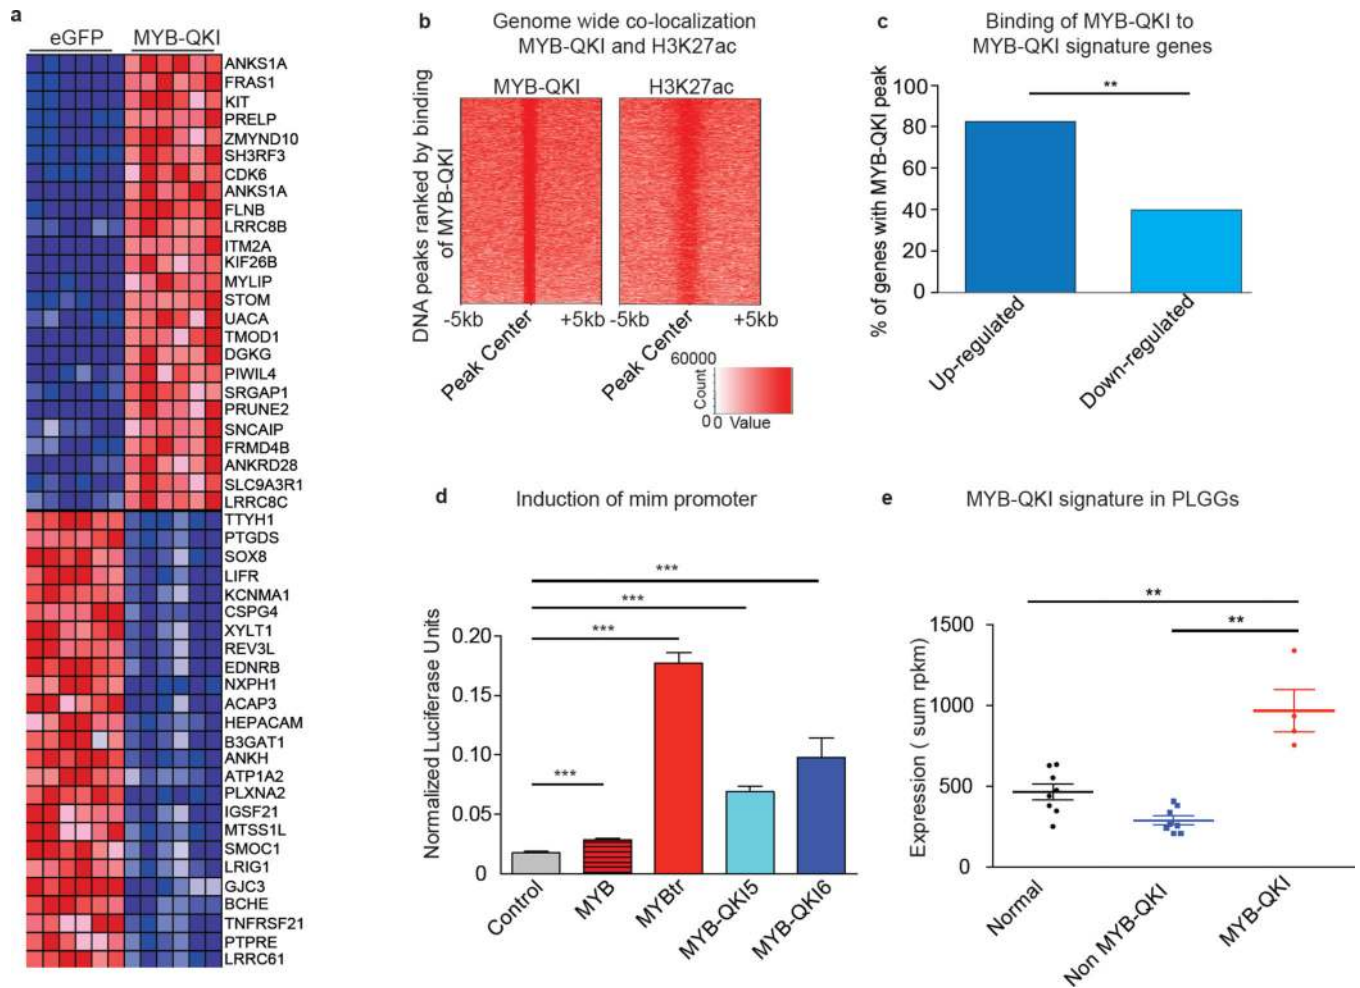 a
eGFP MYB-QKI
ANKS1A
FRAS1
KIT
PRELP
ZMYND10
SH3RF3
CDK6
ANKS1A
FLNB
LRRC8B
ITM2A
KIF26B
MYLIP
STOM
UACA
TMOD1
DGKG
PIWIL4
SRGAP1
PRUNE2
SNCAIP
FRMD4B
ANKRD28
SLC9A3R1
LRRC8C
TTYH1
PTGDS
SOX8
LIFR
KCNMA1
CSPG4
XYLT1
REV3L
EDNRB
NXPH1
ACAP3
HEPACAM
B3GAT1
ANKH
ATP1A2
PLXNA2
IGSF21
MTSS1L
SMOC1
LRIG1
GJC3
BCHE
TNFRSF21
PTPRE
LRRC61
b
Genome wide co-localization
MYB-QKI and H3K27ac
MYB-QKI H3K27ac
DNA peaks ranked by binding
of MYB-QKI
-5kb +5kb -5kb +5kb
Peak Center Peak Center
60000
Count
0 0 Value
c
Binding of MYB-QKI to
MYB-QKI signature genes
**
% of genes with MYB-QKI peak
100
80
60
40
20
0
Up-regulated Down-regulated
d
Induction of mim promoter
***
***
***
***
Normalized Luciferase Units
0.20
0.15
0.10
0.05
0
Control MYB MYBtr MYB-QKI5 MYB-QKI6
e
MYB-QKI signature in PLGGs
**
**
Expression ( sum rpkm)
1500
1000
500
0
Normal Non MYB-QKI MYB-QKI